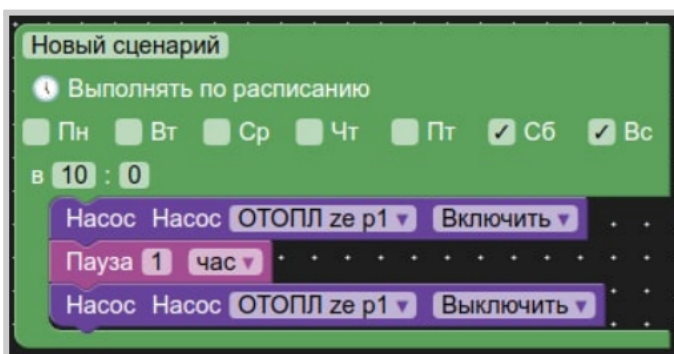 Новый сценарий
Выполнять по расписанию
Пн Вт Ср Чт Пт Сб Вс
в 10 : 0
Насос Насос ОТОПЛ ze p1 Включить
Пауза 1 час
Насос Насос ОТОПЛ ze p1 Выключить